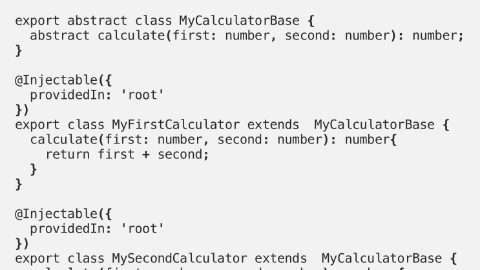 export abstract class MyCalculatorBase {
  abstract calculate(first: number, second: number): number;
}

@Injectable({
  providedIn: 'root'
})
export class MyFirstCalculator extends  MyCalculatorBase {
  calculate(first: number, second: number): number{
    return first + second;
  }
}

@Injectable({
  providedIn: 'root'
})
export class MySecondCalculator extends  MyCalculatorBase {